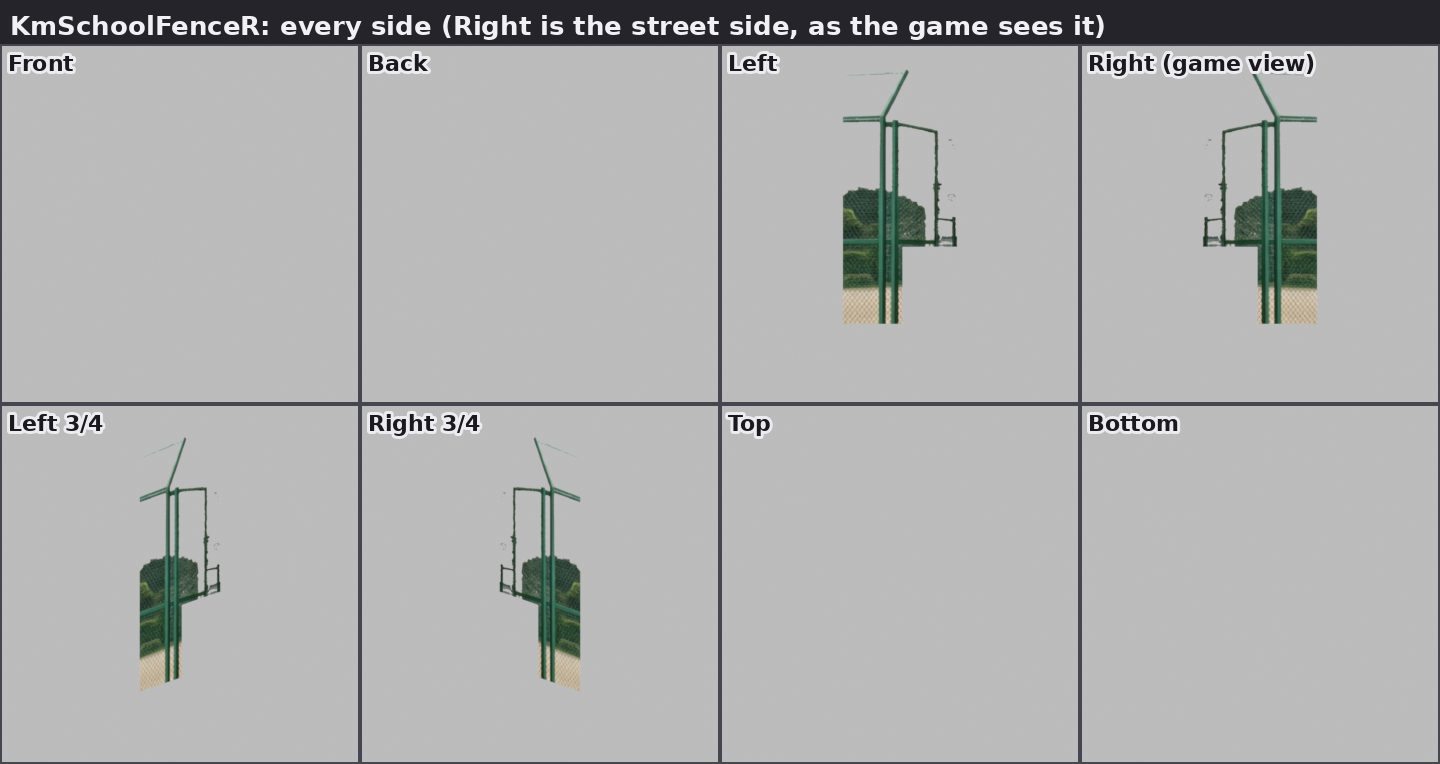 KmSchoolFenceR: every side (Right is the street side, as the game sees it)
Front
Back
Left
Right (game view)
Left 3/4
Right 3/4
Top
Bottom